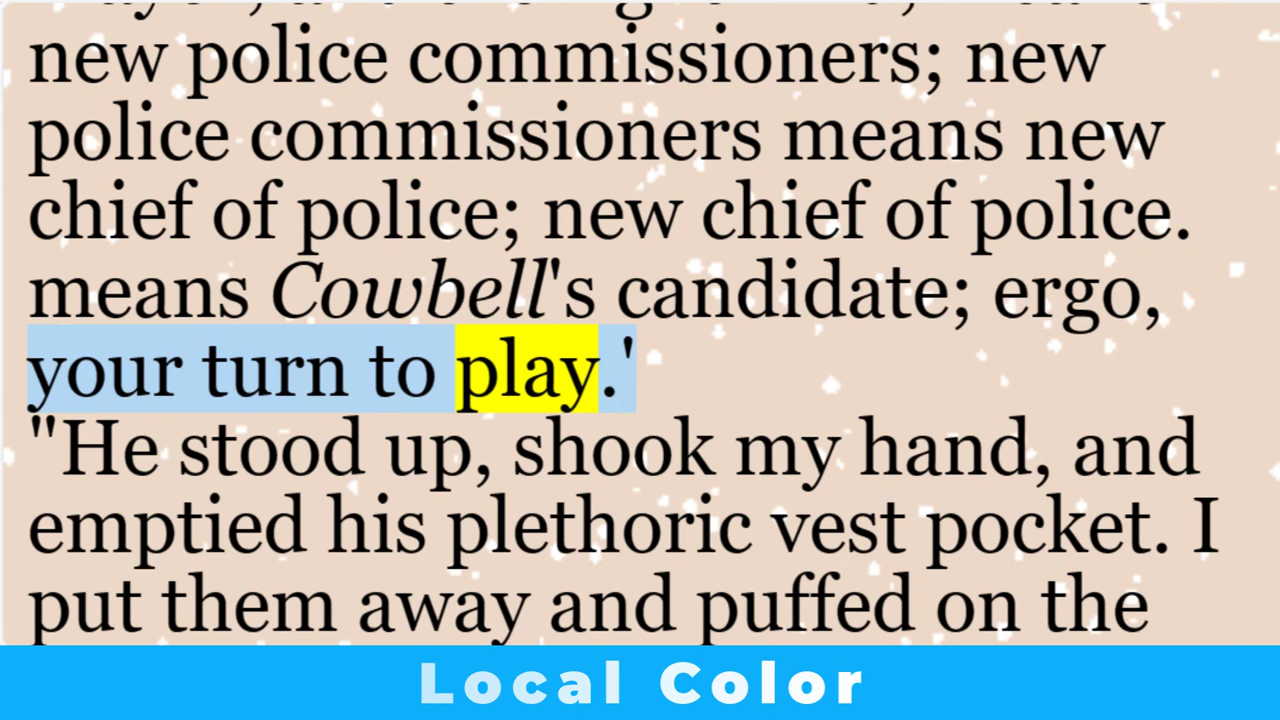 new police commissioners; new
police commissioners means new
chief of police; new chief of police.
means Cowbell's candidate; ergo,
your turn to play.'
"He stood up, shook my hand, and
emptied his plethoric vest pocket. I
put them away and puffed on the
Local Color